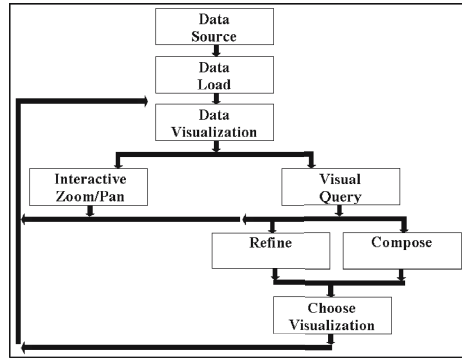 Data
Source
Data
Load
Data
Visualization
Interactive
Zoom/Pan
Visual
Query
Refine
Compose
Choose
Visualization